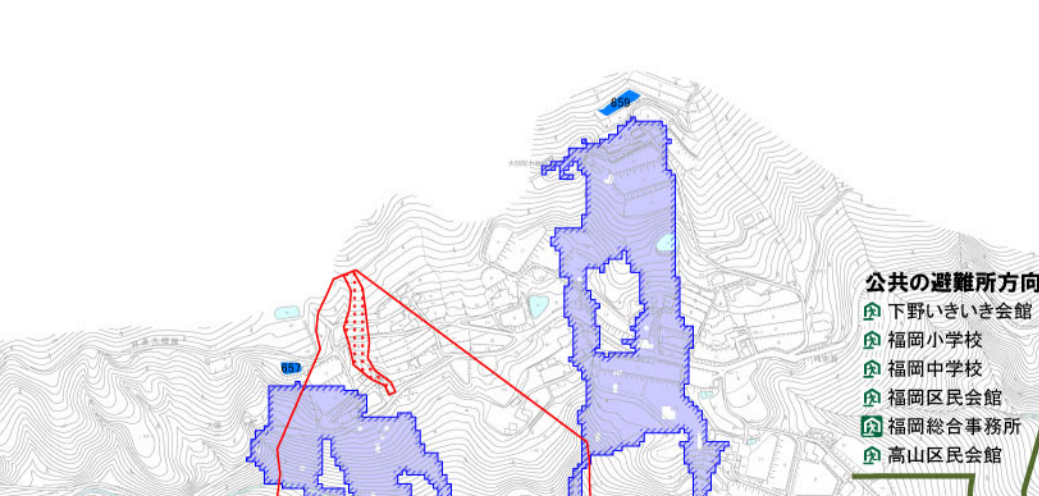 659
657
公共の避難所方向
下野いきいき会館
福岡小学校
福岡中学校
福岡区民会館
福岡総合事務所
高山区民会館